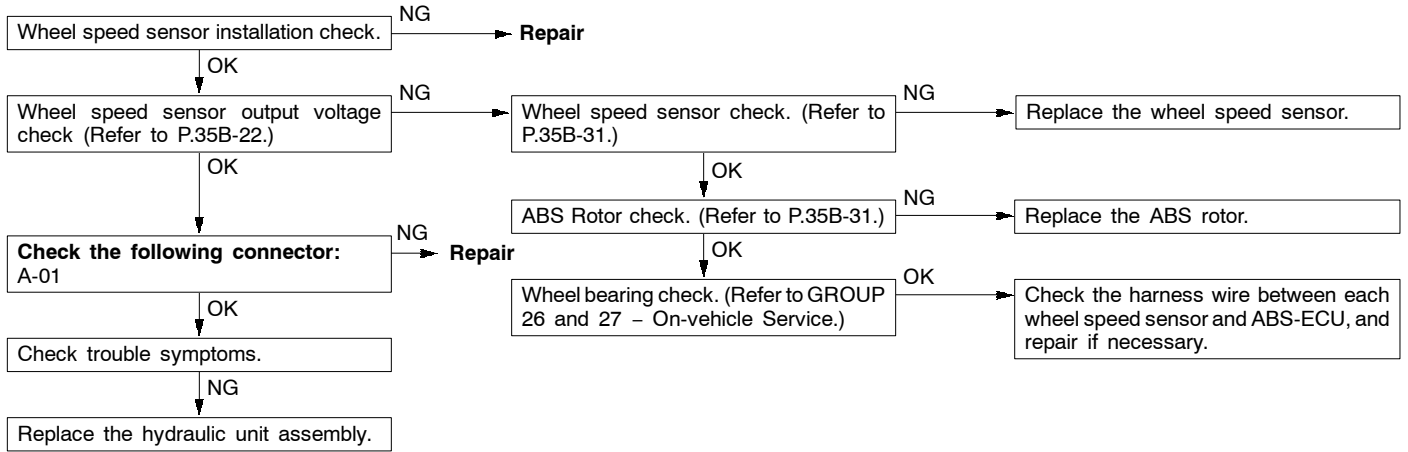 Wheel speed sensor installation check.
NG
Repair
OK
Wheel speed sensor output voltage
check (Refer to P.35B-22.)
NG
Wheel speed sensor check. (Refer to
P.35B-31.)
NG
Replace the wheel speed sensor.
OK
OK
ABS Rotor check. (Refer to P.35B-31.)
NG
Replace the ABS rotor.
Check the following connector:
A-01
NG
Repair
OK
Wheel bearing check. (Refer to GROUP
26 and 27 – On-vehicle Service.)
OK
Check the harness wire between each
wheel speed sensor and ABS-ECU, and
repair if necessary.
OK
Check trouble symptoms.
NG
Replace the hydraulic unit assembly.